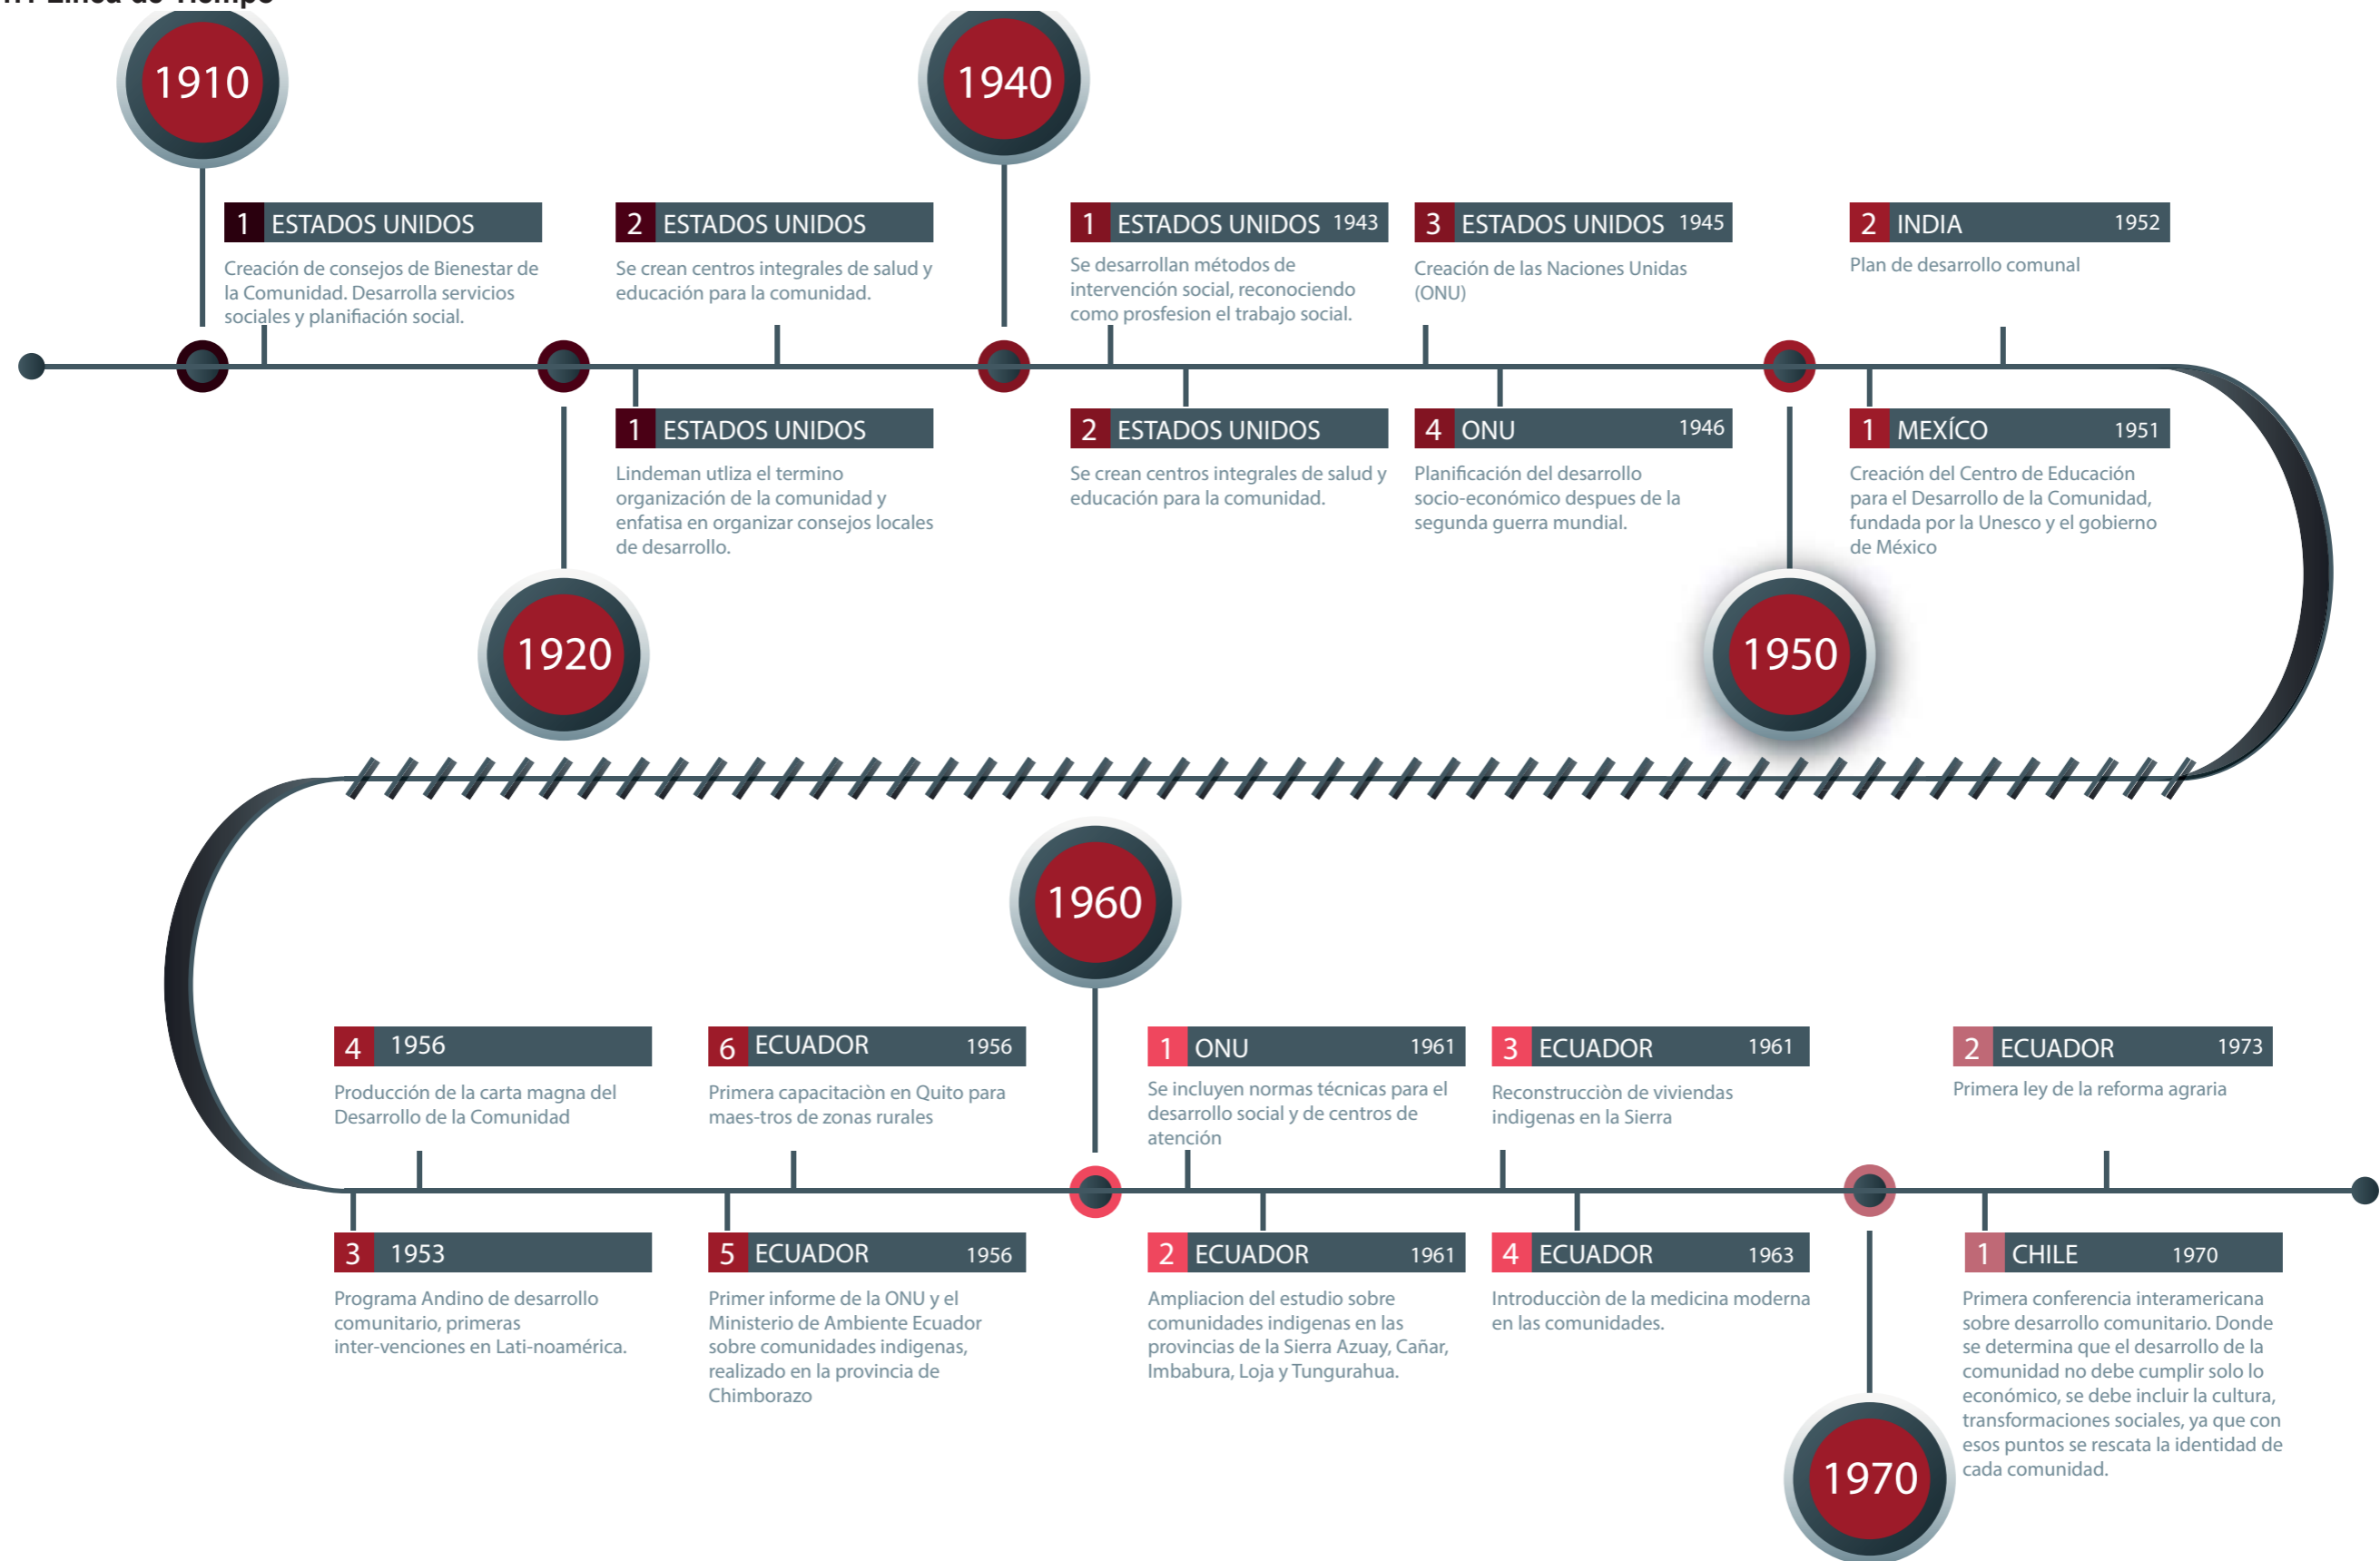 1910
1940
1 ESTADOS UNIDOS
Creación de consejos de Bienestar de
la Comunidad. Desarrolla servicios
sociales y planifiación social.
2 ESTADOS UNIDOS
Se crean centros integrales de salud y
educación para la comunidad.
1 ESTADOS UNIDOS 1943
Se desarrollan métodos de
intervención social, reconociendo
como prosfesion el trabajo social.
3 ESTADOS UNIDOS 1945
Creación de las Naciones Unidas
(ONU)
2 INDIA 1952
Plan de desarrollo comunal
1 ESTADOS UNIDOS
Lindeman utliza el termino
organización de la comunidad y
enfatisa en organizar consejos locales
de desarrollo.
2 ESTADOS UNIDOS
Se crean centros integrales de salud y
educación para la comunidad.
4 ONU 1946
Planificación del desarrollo
socio-económico despues de la
segunda guerra mundial.
1 MEXÍCO 1951
Creación del Centro de Educación
para el Desarrollo de la Comunidad,
fundada por la Unesco y el gobierno
de México
1920
1950
1960
4 1956
Producción de la carta magna del
Desarrollo de la Comunidad
6 ECUADOR 1956
Primera capacitaciòn en Quito para
maes-tros de zonas rurales
1 ONU 1961
Se incluyen normas técnicas para el
desarrollo social y de centros de
atención
3 ECUADOR 1961
Reconstrucciòn de viviendas
indigenas en la Sierra
2 ECUADOR 1973
Primera ley de la reforma agraria
3 1953
Programa Andino de desarrollo
comunitario, primeras
inter-venciones en Lati-noamérica.
5 ECUADOR 1956
Primer informe de la ONU y el
Ministerio de Ambiente Ecuador
sobre comunidades indigenas,
realizado en la provincia de
Chimborazo
2 ECUADOR 1961
Ampliacion del estudio sobre
comunidades indigenas en las
provincias de la Sierra Azuay, Cañar,
Imbabura, Loja y Tungurahua.
4 ECUADOR 1963
Introducciòn de la medicina moderna
en las comunidades.
1 CHILE 1970
Primera conferencia interamericana
sobre desarrollo comunitario. Donde
se determina que el desarrollo de la
comunidad no debe cumplir solo lo
económico, se debe incluir la cultura,
transformaciones sociales, ya que con
esos puntos se rescata la identidad de
cada comunidad.
1970